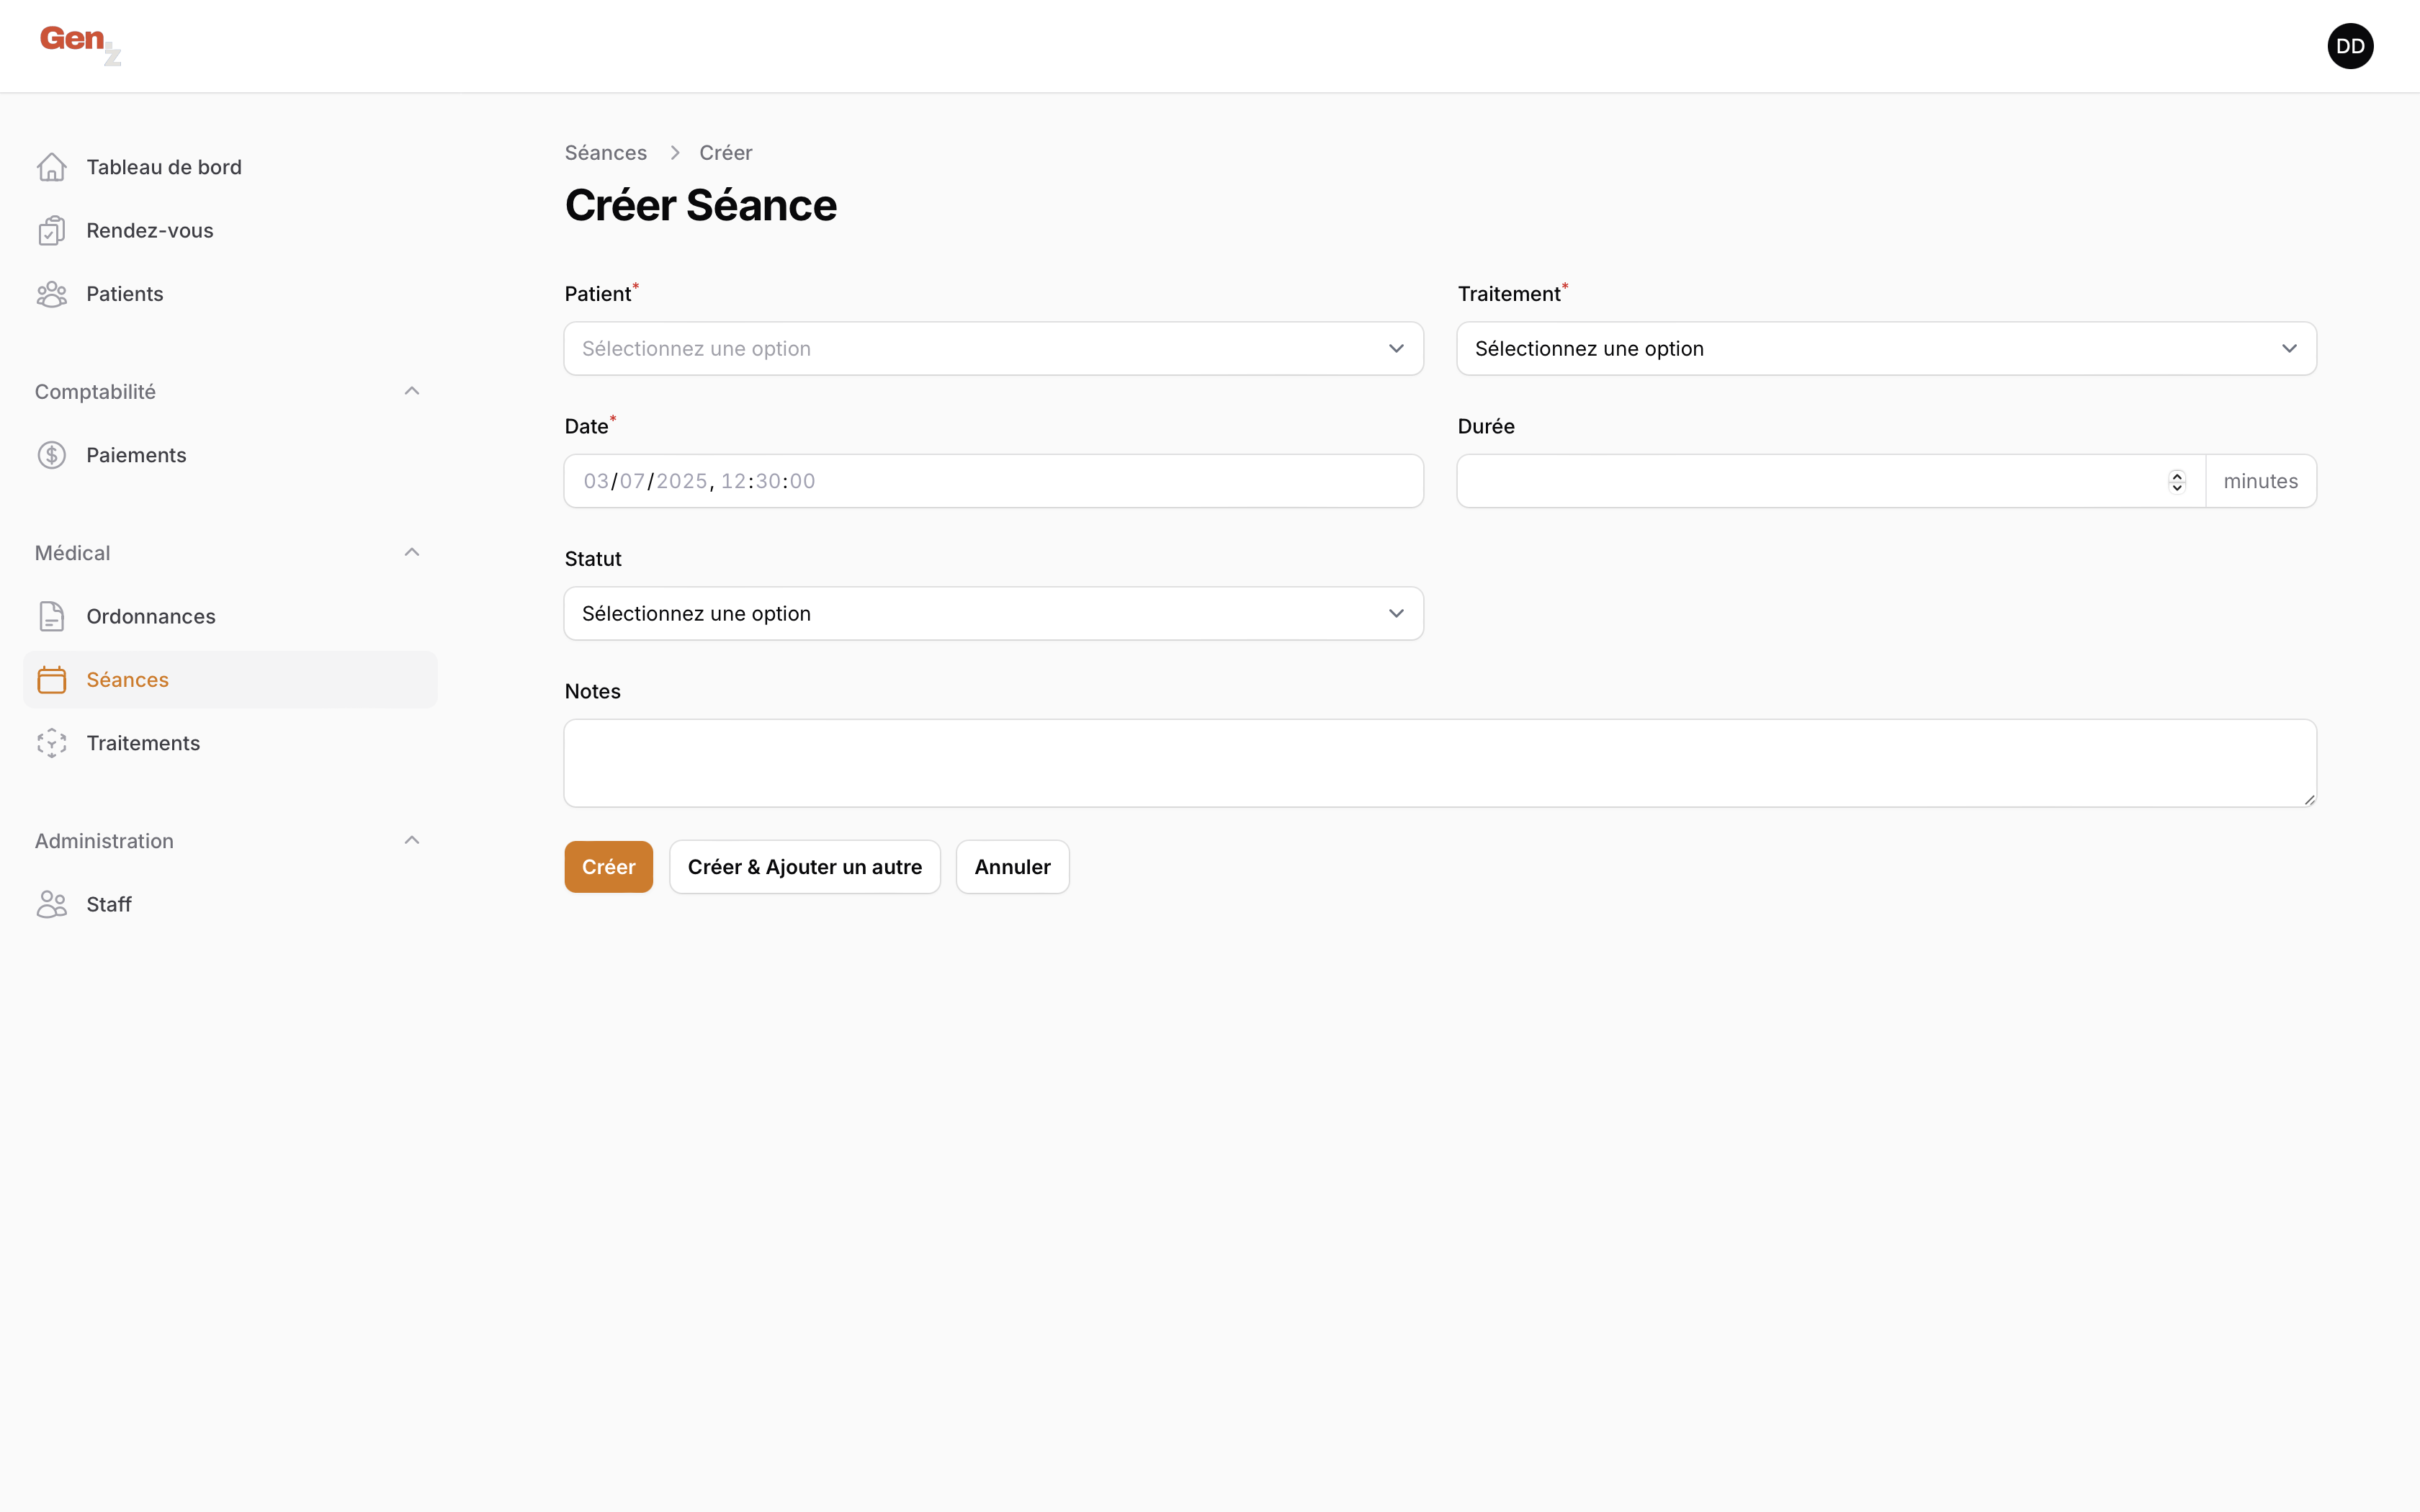 Gen z
DD
Tableau de bord
Rendez-vous
Patients
Comptabilité
Paiements
Médical
Ordonnances
Séances
Traitements
Administration
Staff
Séances > Créer
Créer Séance
Patient*
Sélectionnez une option
Traitement*
Sélectionnez une option
Date*
03/07/2025, 12:30:00
Durée
minutes
Statut
Sélectionnez une option
Notes
Créer
Créer & Ajouter un autre
Annuler